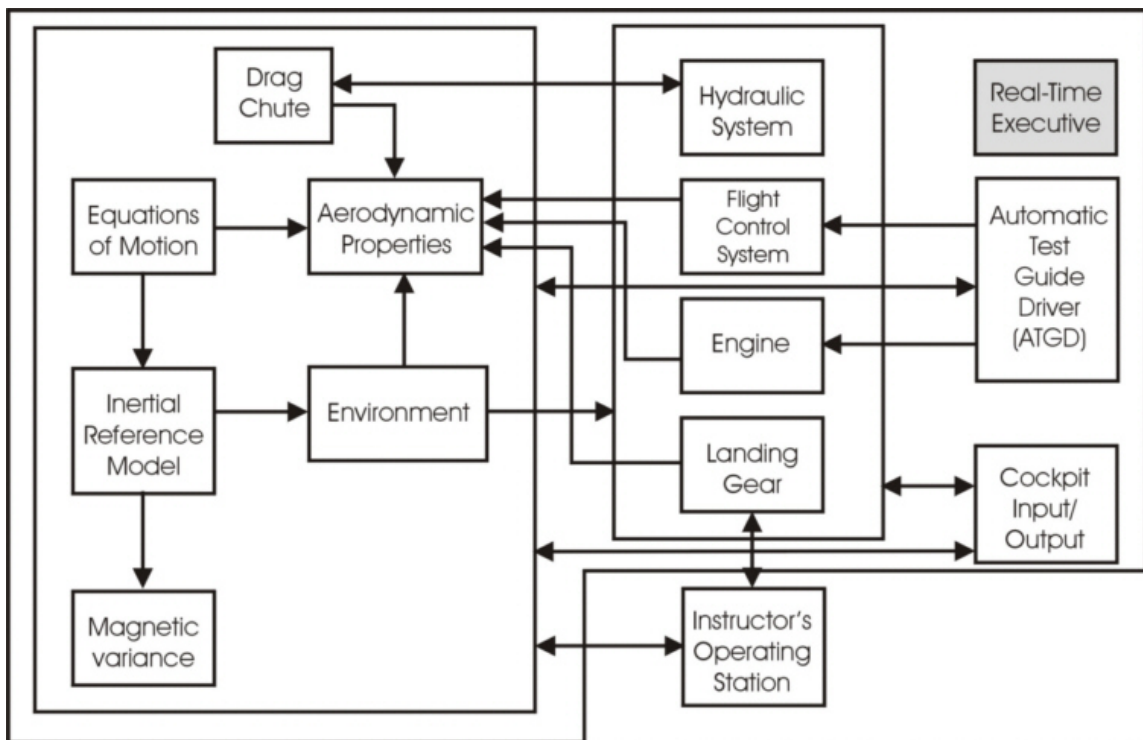 Drag
Chute
Hydraulic
System
Real-Time
Executive
Equations
of Motion
Aerodynamic
Properties
Flight
Control
System
Automatic
Test
Guide
Driver
(ATGD)
Engine
Inertial
Reference
Model
Environment
Landing
Gear
Cockpit
Input/
Output
Magnetic
variance
Instructor's
Operating
Station